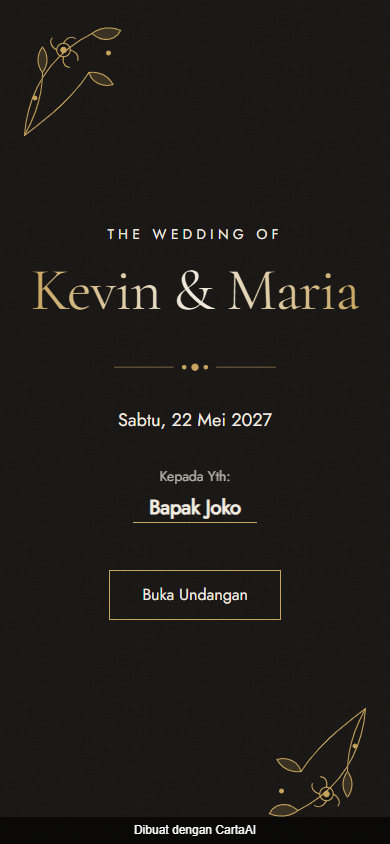 THE WEDDING OF
Kevin & Maria
Sabtu, 22 Mei 2027
Kepada Yth:
Bapak Joko
Buka Undangan
Dibuat dengan CartaAI